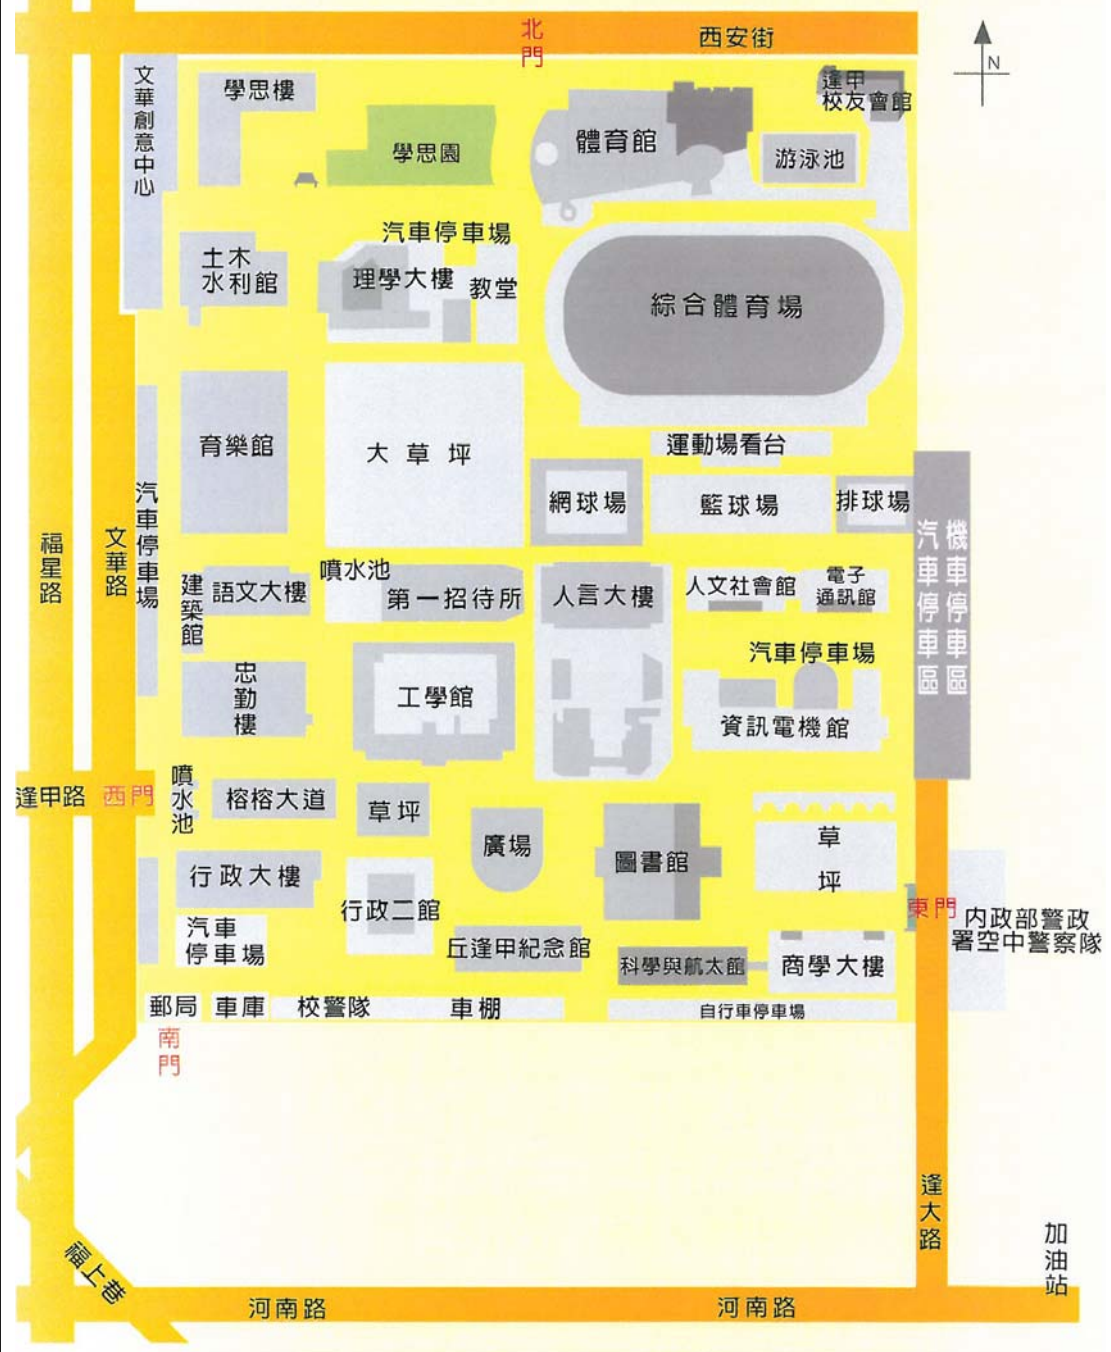 北門
西安街
N
文華創意中心
學思樓
學思園
體育館
逢甲
校友會館
游泳池
汽車停車場
土木
水利館
理學大樓
教堂
綜合體育場
育樂館
大草坪
運動場看台
網球場
籃球場
排球場
汽車停車場
福星路
文華路
汽車停車區
機車停車區
建築館
語文大樓
噴水池
第一招待所
人言大樓
人文社會館
電子
通訊館
汽車停車場
忠勤樓
工學館
資訊電機館
逢甲路
西門
噴水池
榕榕大道
草坪
廣場
圖書館
草坪
行政大樓
行政二館
東門
內政部警政
署空中警察隊
汽車
停車場
丘逢甲紀念館
科學與航太館
商學大樓
郵局
車庫
校警隊
車棚
自行車停車場
南門
逢大路
加油站
福上巷
河南路
河南路